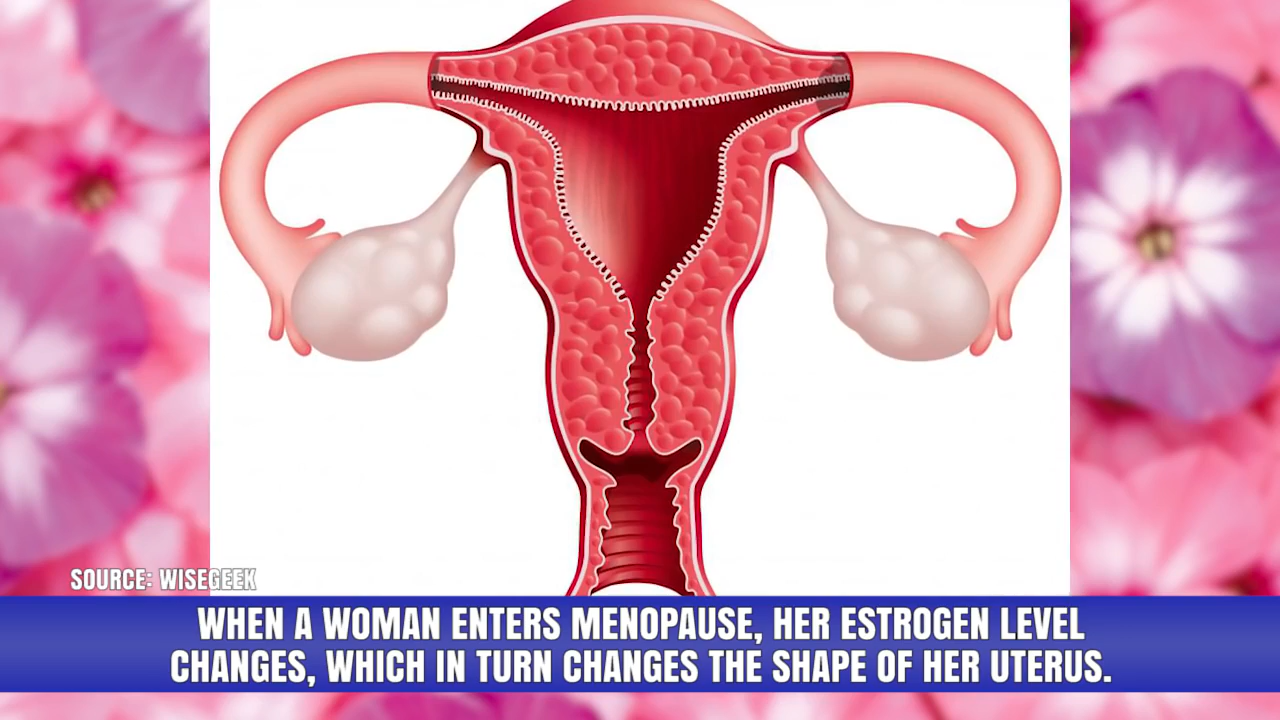 SOURCE: WISEGEEK
WHEN A WOMAN ENTERS MENOPAUSE, HER ESTROGEN LEVEL
CHANGES, WHICH IN TURN CHANGES THE SHAPE OF HER UTERUS.